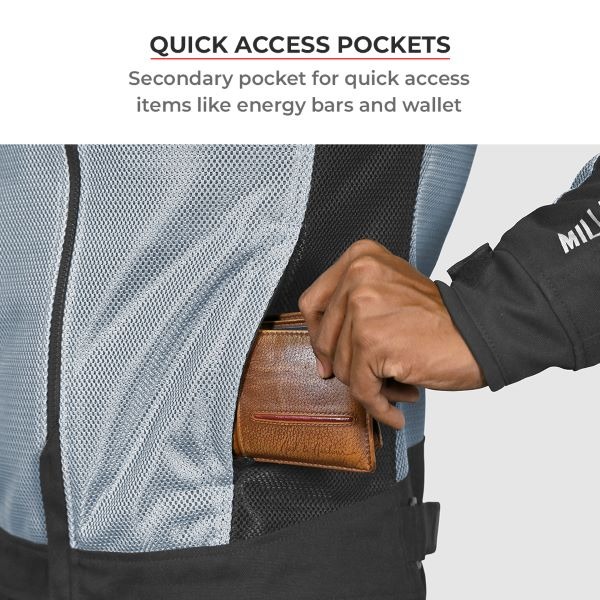 QUICK ACCESS POCKETS
Secondary pocket for quick access
items like energy bars and wallet